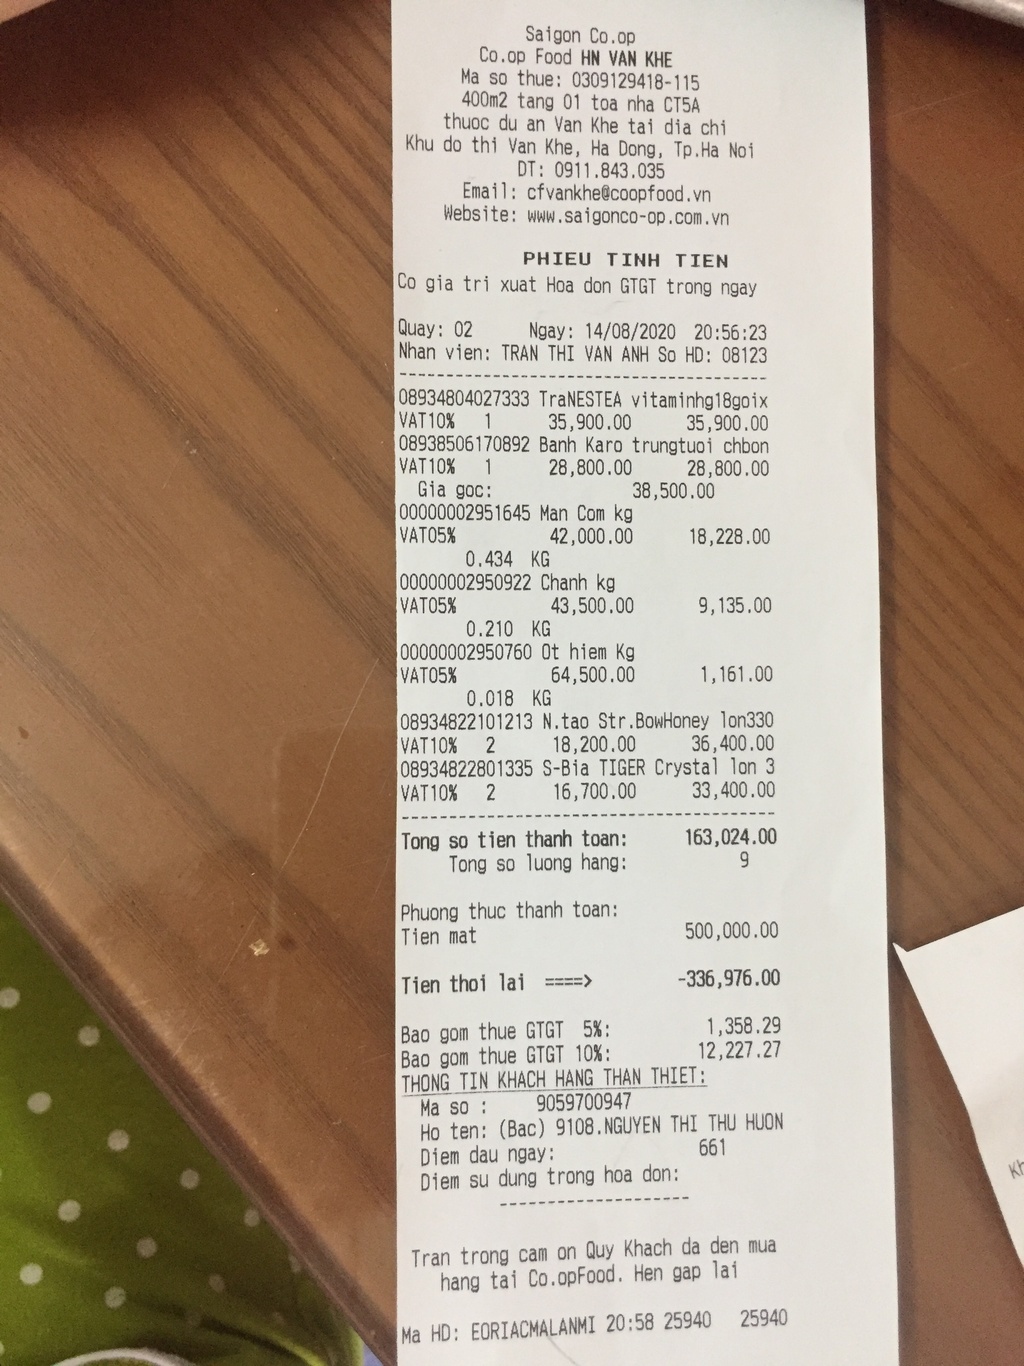 Saigon Co.op
Co.op Food HN VAN KHE
Ma so thue: 0309129418-115
400m2 tang 01 toa nha CT5A
thuoc du an Van Khe tai dia chi
Khu do thi Van Khe, Ha Dong, Tp.Ha Noi
DT: 0911.843.035
Email: cfvankhe@coopfood.vn
Website: www.saigonco-op.com.vn
PHIEU TINH TIEN
Co gia tri xuat Hoa don GTGT trong ngay
Quay: 02 Ngay: 14/08/2020 20:56:23
Nhan vien: TRAN THI VAN ANH So HD: 08123
---------------------------------------
08934804027333 TraNESTEA vitaminhg18goix
VAT10% 1 35,900.00 35,900.00
08938506170892 Banh Karo trungtuoi chbon
VAT10% 1 28,800.00 28,800.00
Gia goc: 38,500.00
00000002951645 Man Com kg
VAT05% 42,000.00 18,228.00
0.434 KG
00000002950922 Chanh kg
VAT05% 43,500.00 9,135.00
0.210 KG
00000002950760 Ot hiem Kg
VAT05% 64,500.00 1,161.00
0.018 KG
08934822101213 N.tao Str.BowHoney lon330
VAT10% 2 18,200.00 36,400.00
08934822801335 S-Bia TIGER Crystal lon 3
VAT10% 2 16,700.00 33,400.00
---------------------------------------
Tong so tien thanh toan: 163,024.00
Tong so luong hang: 9
Phuong thuc thanh toan:
Tien mat 500,000.00
Tien thoi lai ====> -336,976.00
Bao gom thue GTGT 5%: 1,358.29
Bao gom thue GTGT 10%: 12,227.27
THONG TIN KHACH HANG THAN THIET:
Ma so : 9059700947
Ho ten: (Bac) 9108.NGUYEN THI THU HUON
Diem dau ngay: 661
Diem su dung trong hoa don:
--------------------
Tran trong cam on Quy Khach da den mua
hang tai Co.opFood. Hen gap lai
Ma HD: EORIACMALANMI 20:58 25940 25940